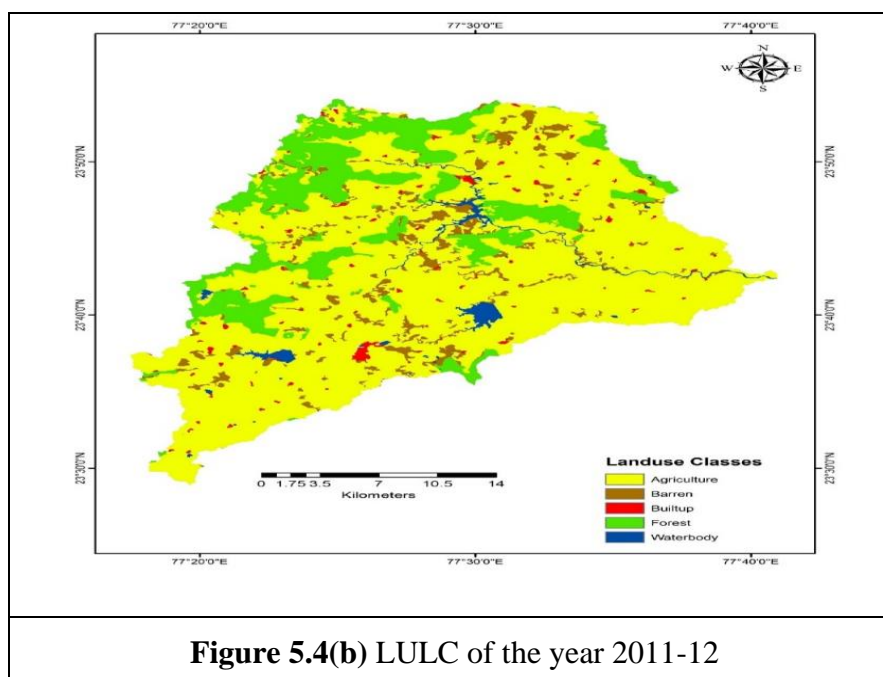 77°20'0"E 77°30'0"E 77°40'0"E
N
W E
S
23°50'0"N 23°50'0"N
23°40'0"N 23°40'0"N
23°30'0"N 23°30'0"N
0 1.75 3.5 7 10.5 14
Kilometers
Landuse Classes
Agriculture
Barren
Builtup
Forest
Waterbody
77°20'0"E 77°30'0"E 77°40'0"E
Figure 5.4(b) LULC of the year 2011-12